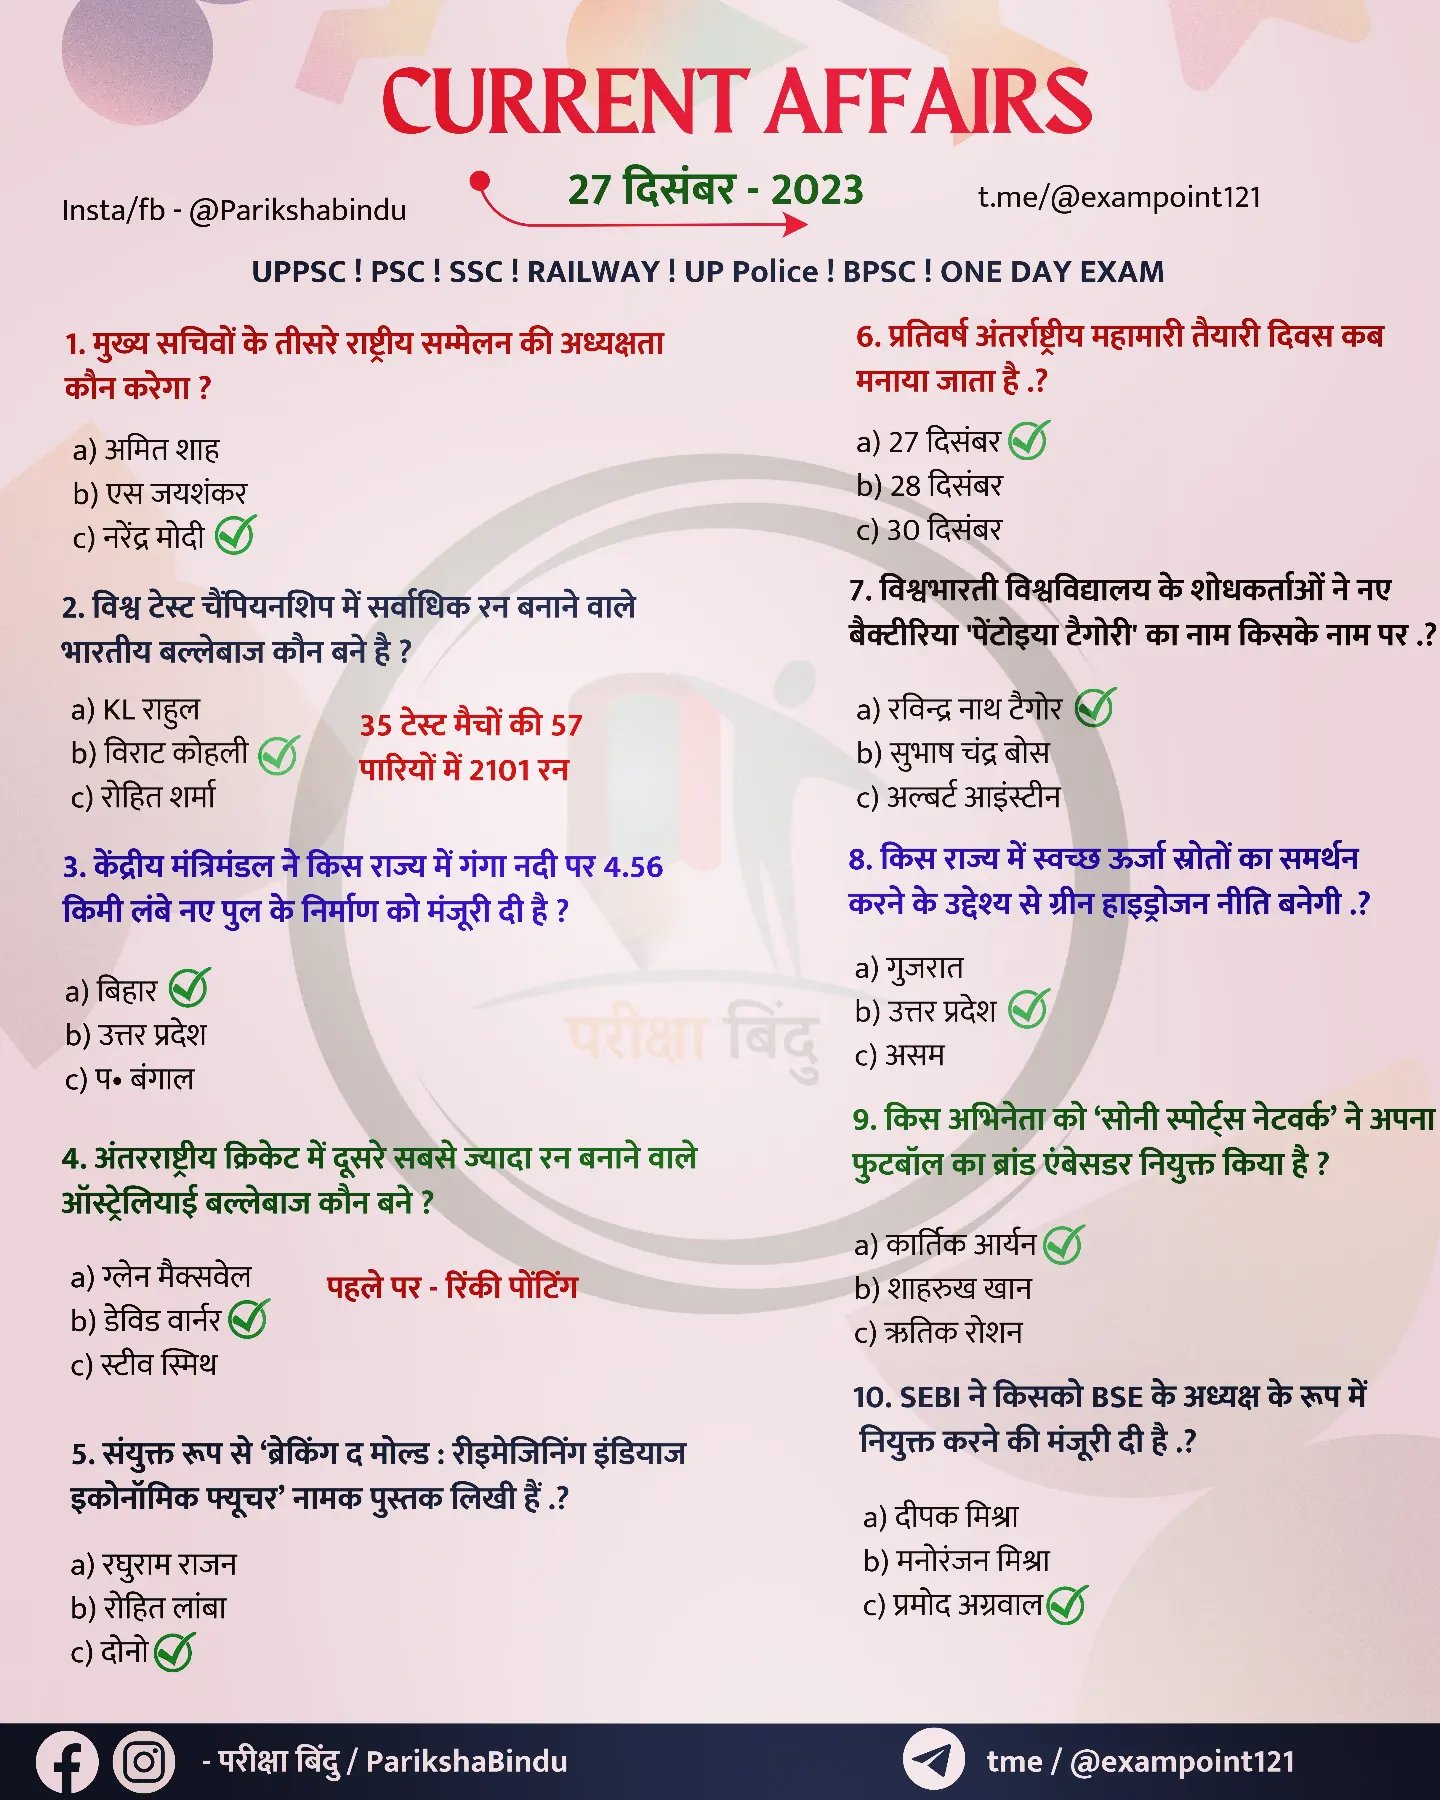 CURRENT AFFAIRS
27 दिसंबर - 2023
Insta/fb - @Parikshabindu
t.me/@exampoint121
UPPSC ! PSC ! SSC ! RAILWAY ! UP Police ! BPSC ! ONE DAY EXAM
1. मुख्य सचिवों के तीसरे राष्ट्रीय सम्मेलन की अध्यक्षता
कौन करेगा ?
a) अमित शाह
b) एस जयशंकर
c) नरेंद्र मोदी
2. विश्व टेस्ट चैंपियनशिप में सर्वाधिक रन बनाने वाले
भारतीय बल्लेबाज कौन बने है ?
a) KL राहुल
b) विराट कोहली
c) रोहित शर्मा
35 टेस्ट मैचों की 57
पारियों में 2101 रन
3. केंद्रीय मंत्रिमंडल ने किस राज्य में गंगा नदी पर 4.56
किमी लंबे नए पुल के निर्माण को मंजूरी दी है ?
a) बिहार
b) उत्तर प्रदेश
c) प• बंगाल
4. अंतरराष्ट्रीय क्रिकेट में दूसरे सबसे ज्यादा रन बनाने वाले
ऑस्ट्रेलियाई बल्लेबाज कौन बने ?
a) ग्लेन मैक्सवेल
b) डेविड वार्नर
c) स्टीव स्मिथ
पहले पर - रिंकी पोंटिंग
5. संयुक्त रूप से ‘ब्रेकिंग द मोल्ड : रीइमेजिनिंग इंडियाज
इकोनॉमिक फ्यूचर’ नामक पुस्तक लिखी हैं .?
a) रघुराम राजन
b) रोहित लांबा
c) दोनो
6. प्रतिवर्ष अंतर्राष्ट्रीय महामारी तैयारी दिवस कब
मनाया जाता है .?
a) 27 दिसंबर
b) 28 दिसंबर
c) 30 दिसंबर
7. विश्वभारती विश्वविद्यालय के शोधकर्ताओं ने नए
बैक्टीरिया 'पेंटोइया टैगोरी' का नाम किसके नाम पर .?
a) रविन्द्र नाथ टैगोर
b) सुभाष चंद्र बोस
c) अल्बर्ट आइंस्टीन
8. किस राज्य में स्वच्छ ऊर्जा स्रोतों का समर्थन
करने के उद्देश्य से ग्रीन हाइड्रोजन नीति बनेगी .?
a) गुजरात
b) उत्तर प्रदेश
c) असम
9. किस अभिनेता को ‘सोनी स्पोर्ट्स नेटवर्क’ ने अपना
फुटबॉल का ब्रांड एंबेसडर नियुक्त किया है ?
a) कार्तिक आर्यन
b) शाहरुख खान
c) ऋतिक रोशन
10. SEBI ने किसको BSE के अध्यक्ष के रूप में
नियुक्त करने की मंजूरी दी है .?
a) दीपक मिश्रा
b) मनोरंजन मिश्रा
c) प्रमोद अग्रवाल
परीक्षा बिंदु
- परीक्षा बिंदु / ParikshaBindu
tme / @exampoint121